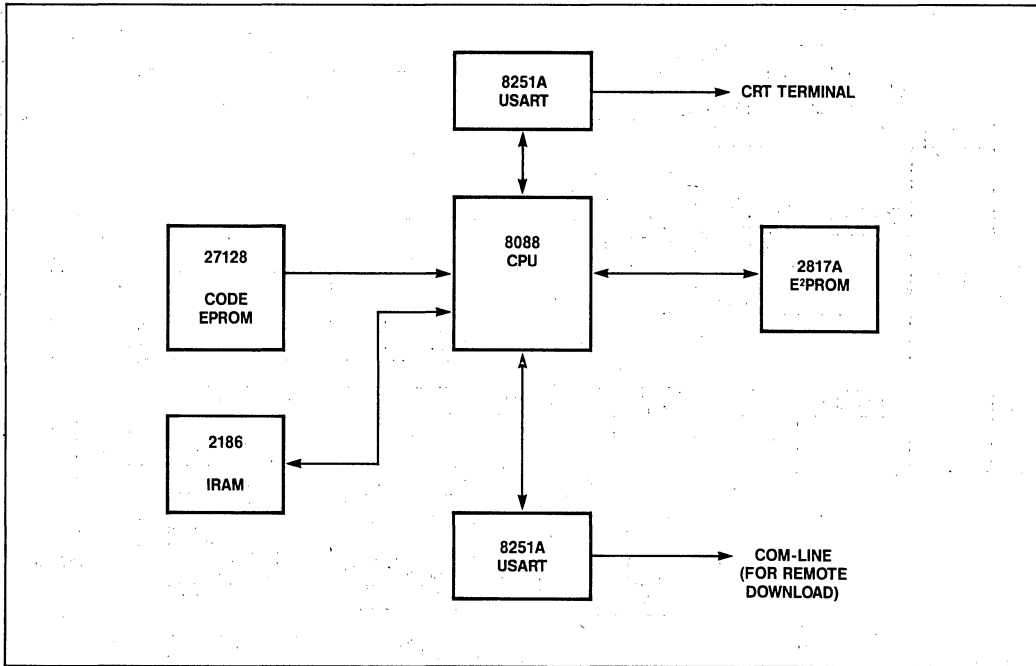 8251A
USART
CRT TERMINAL
27128
CODE
EPROM
8088
CPU
2817A
E²PROM
2186
IRAM
8251A
USART
COM-LINE
(FOR REMOTE
DOWNLOAD)